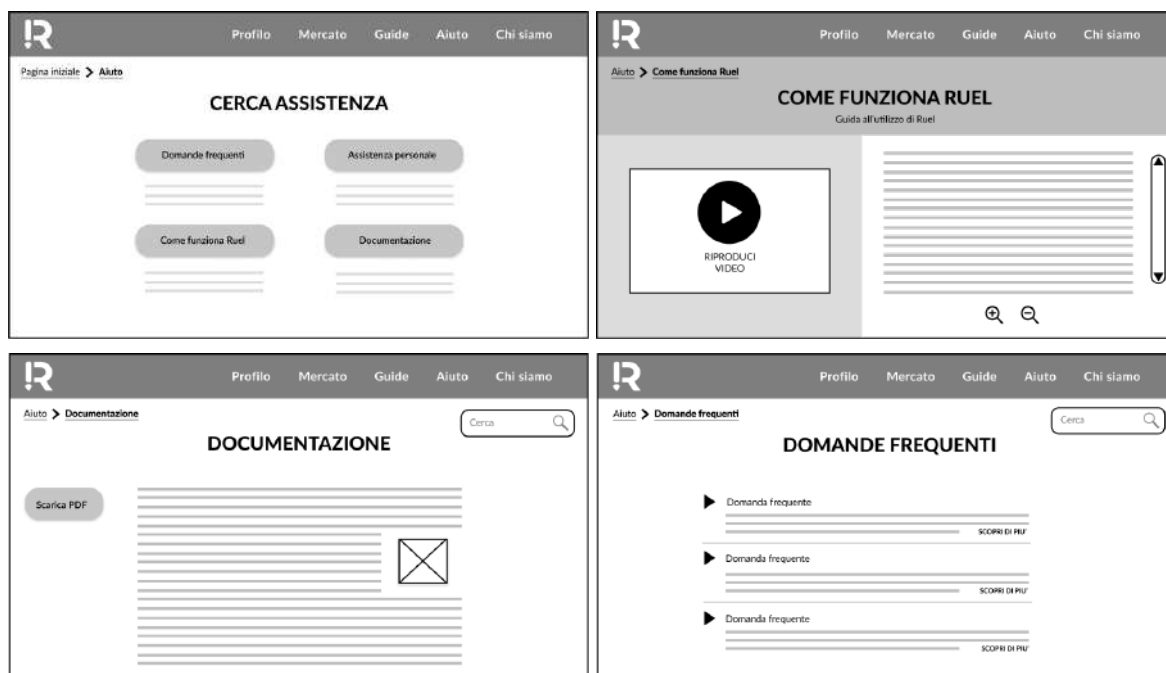 R
Profilo Mercato Guide Aiuto Chi siamo
Pagina iniziale > Aiuto
CERCA ASSISTENZA
Domande frequenti Assistenza personale
Come funziona Ruel Documentazione
R
Profilo Mercato Guide Aiuto Chi siamo
Aiuto > Come funziona Ruel
COME FUNZIONA RUEL
Guida all'utilizzo di Ruel
RIPRODUCI
VIDEO
R
Profilo Mercato Guide Aiuto Chi siamo
Aiuto > Documentazione
Cerca
DOCUMENTAZIONE
Scarica PDF
R
Profilo Mercato Guide Aiuto Chi siamo
Aiuto > Domande frequenti
Cerca
DOMANDE FREQUENTI
Domanda frequente
SCOPRI DI PIU'
Domanda frequente
SCOPRI DI PIU'
Domanda frequente
SCOPRI DI PIU'